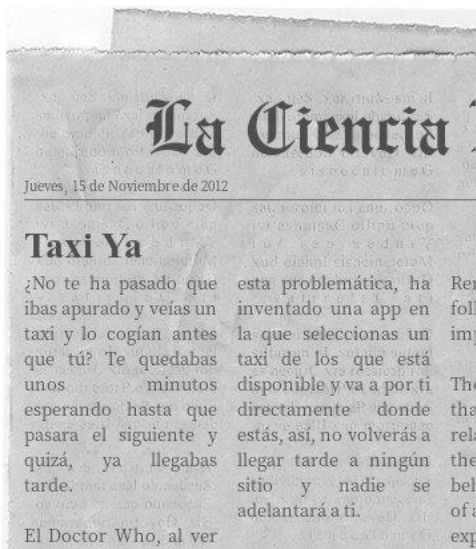 La Ciencia
Jueves, 15 de Noviembre de 2012
Taxi Ya
¿No te ha pasado que
ibas apurado y veías un
taxi y lo cogían antes
que tú? Te quedabas
unos minutos
esperando hasta que
pasara el siguiente y
quizá, ya llegabas
tarde.
El Doctor Who, al ver
esta problemática, ha
inventado una app en
la que seleccionas un
taxi de los que está
disponible y va a por ti
directamente donde
estás, así, no volverás a
llegar tarde a ningún
sitio y nadie se
adelantará a ti.